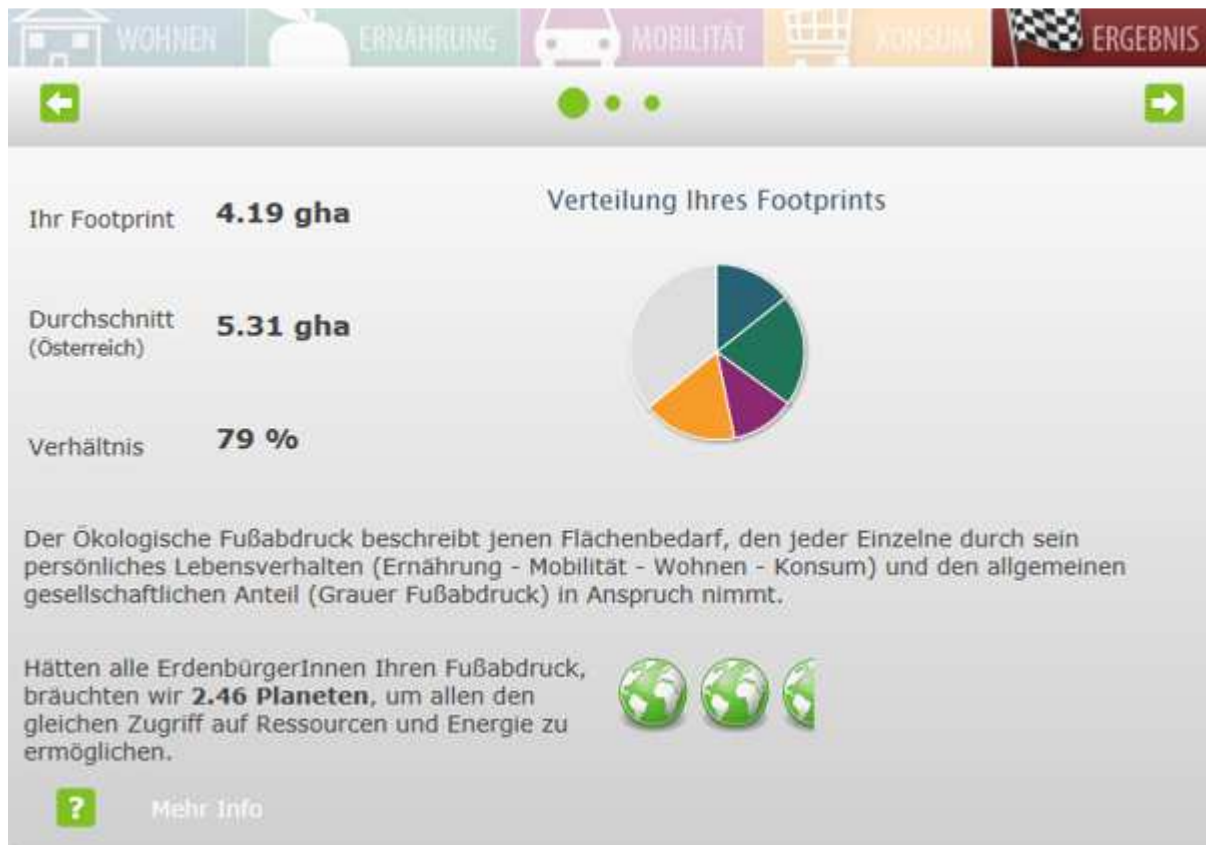 WOHNEN
ERNÄHRUNG
MOBILITÄT
KONSUM
ERGEBNIS
Ihr Footprint
4.19 gha
Durchschnitt
(Österreich)
5.31 gha
Verhältnis
79 %
Verteilung Ihres Footprints
Der Ökologische Fußabdruck beschreibt jenen Flächenbedarf, den jeder Einzelne durch sein
persönliches Lebensverhalten (Ernährung - Mobilität - Wohnen - Konsum) und den allgemeinen
gesellschaftlichen Anteil (Grauer Fußabdruck) in Anspruch nimmt.
Hätten alle ErdenbürgerInnen Ihren Fußabdruck,
bräuchten wir 2.46 Planeten, um allen den
gleichen Zugriff auf Ressourcen und Energie zu
ermöglichen.
?
Mehr Info